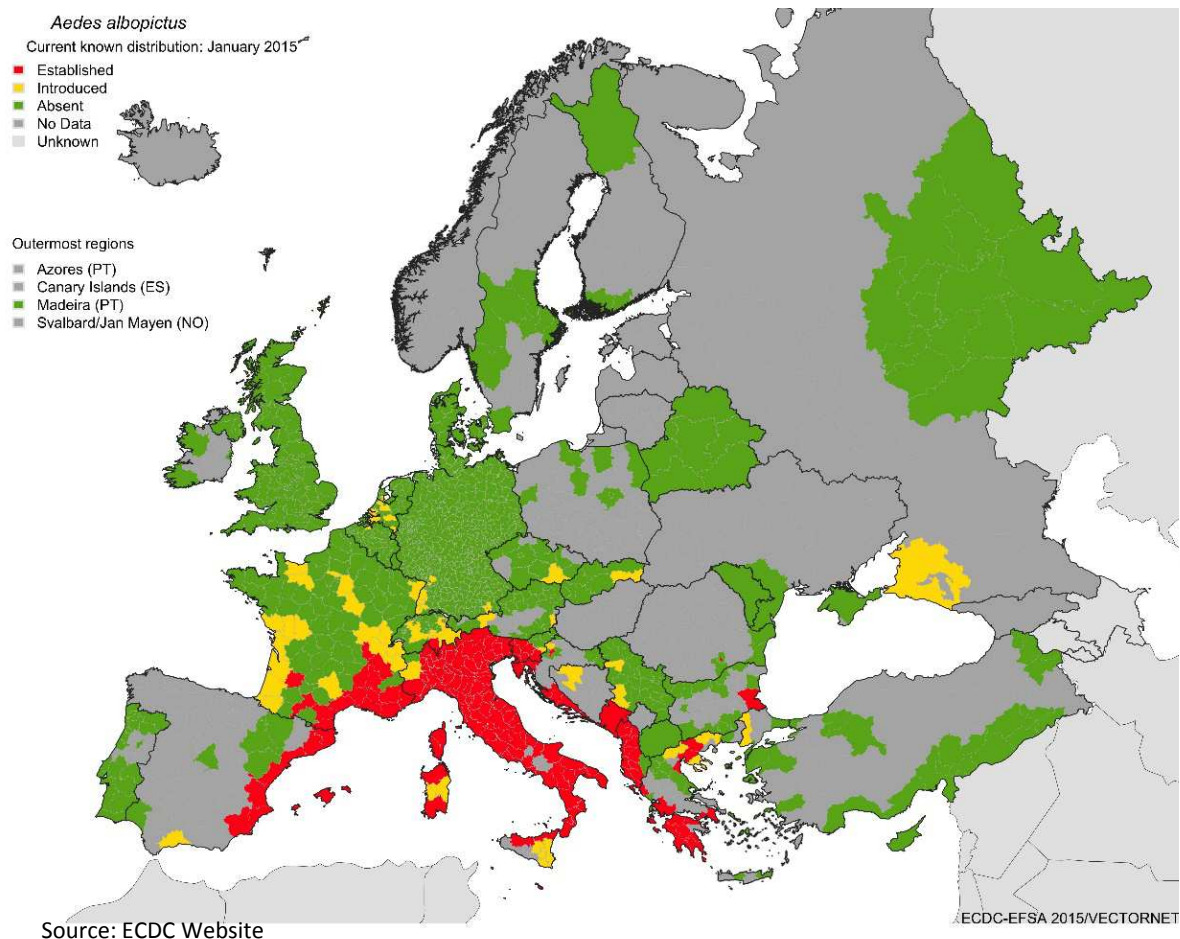 Aedes albopictus
Current known distribution: January 2015
Established
Introduced
Absent
No Data
Unknown
Outermost regions
Azores (PT)
Canary Islands (ES)
Madeira (PT)
Svalbard/Jan Mayen (NO)
ECDC-EFSA 2015/VECTORNET
Source: ECDC Website